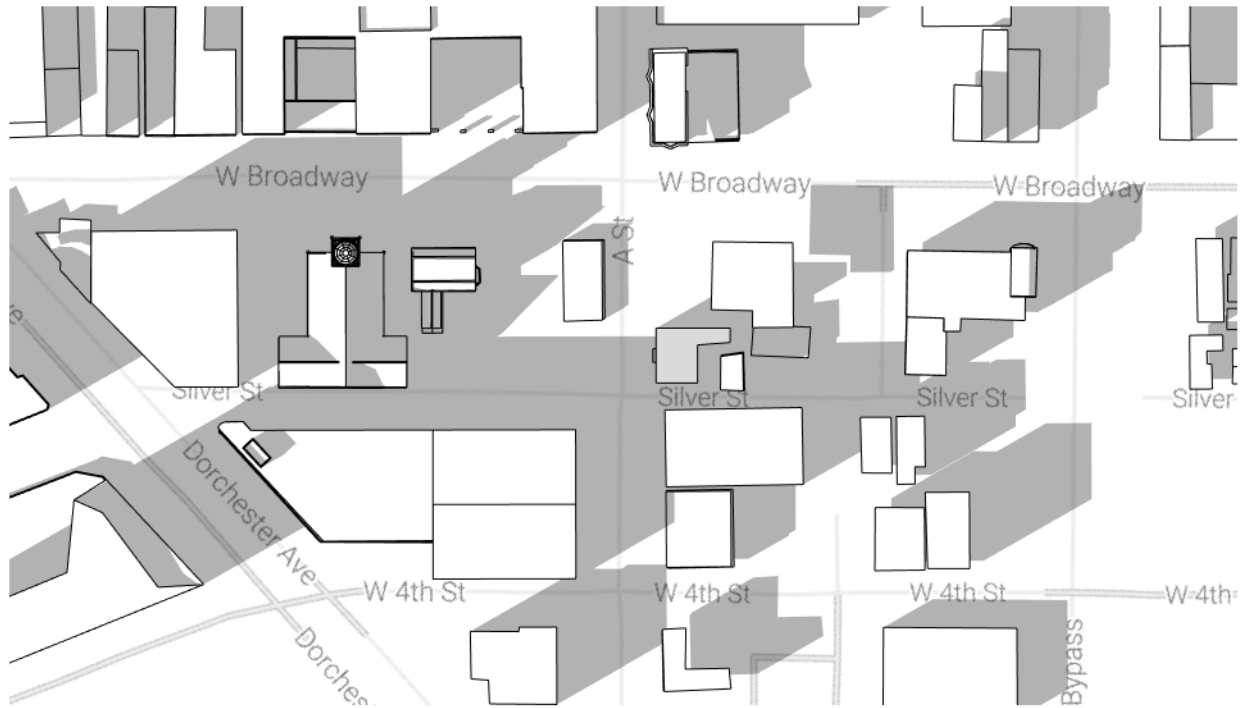 W Broadway
W Broadway
W Broadway
A St
ve
Silver St
Silver St
Silver St
Silver
Dorchester Ave
W 4th St
W 4th St
W 4th St
W 4th
Dorches
Bypass